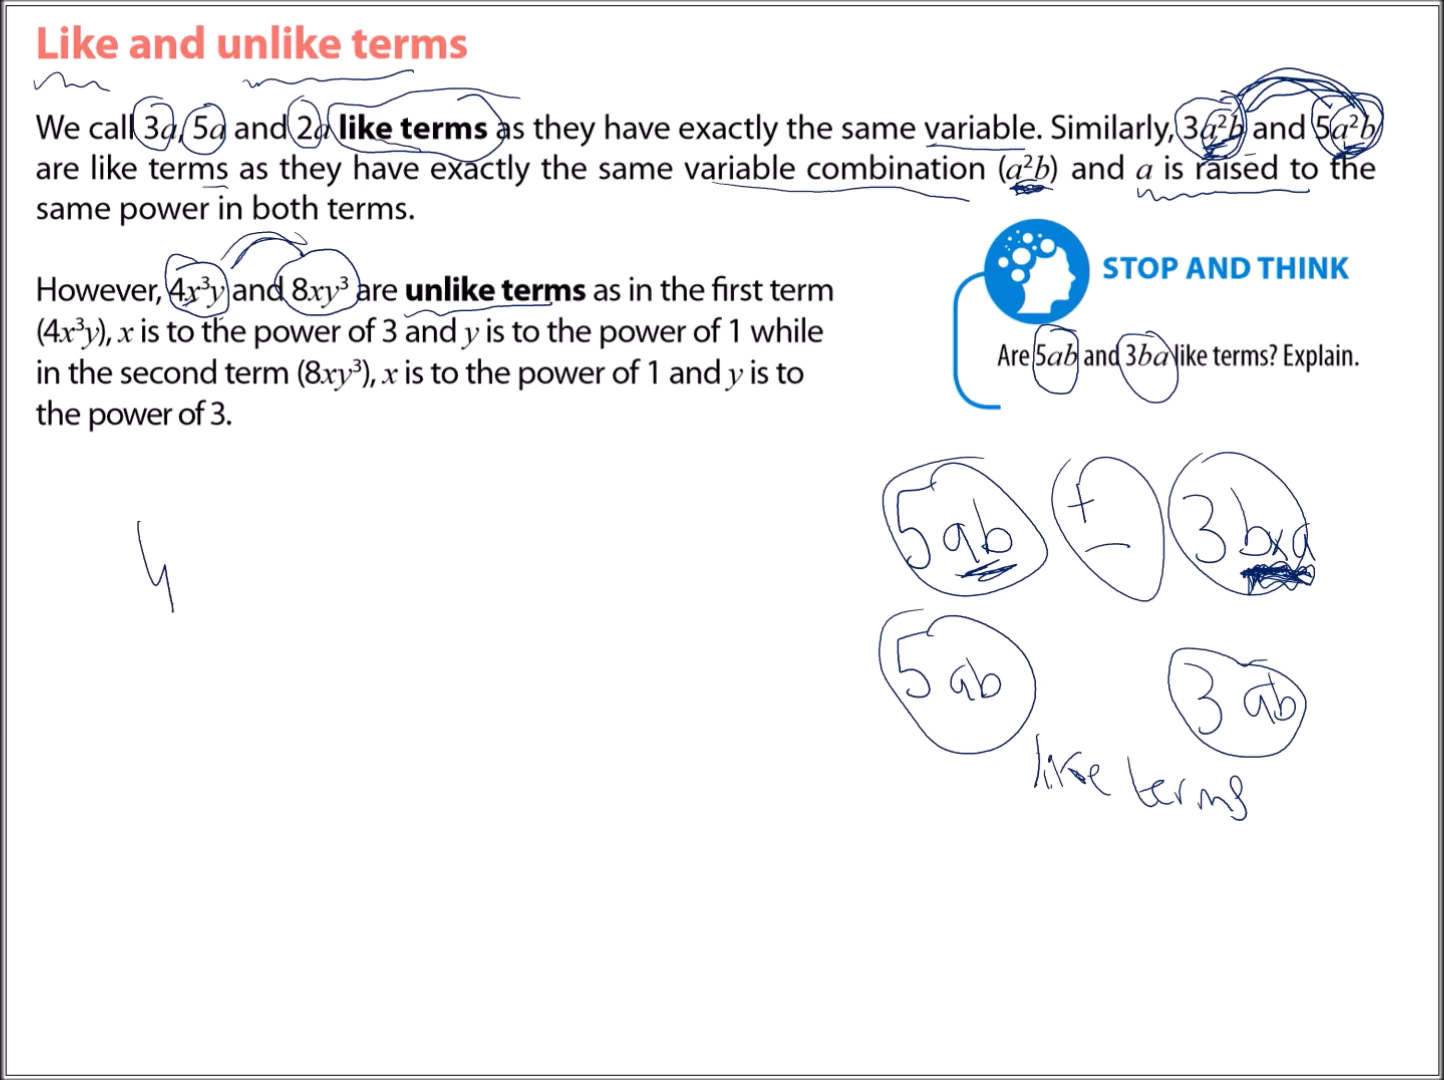 Like and unlike terms
We call 3a, 5a and 2a like terms as they have exactly the same variable. Similarly, 3a²b and 5a²b
are like terms as they have exactly the same variable combination (a²b) and a is raised to the
same power in both terms.
However, 4x³y and 8xy³ are unlike terms as in the first term
(4x³y), x is to the power of 3 and y is to the power of 1 while
in the second term (8xy³), x is to the power of 1 and y is to
the power of 3.
STOP AND THINK
Are 5ab and 3ba like terms? Explain.
5ab + − 3b×a
5ab 3ab
like terms